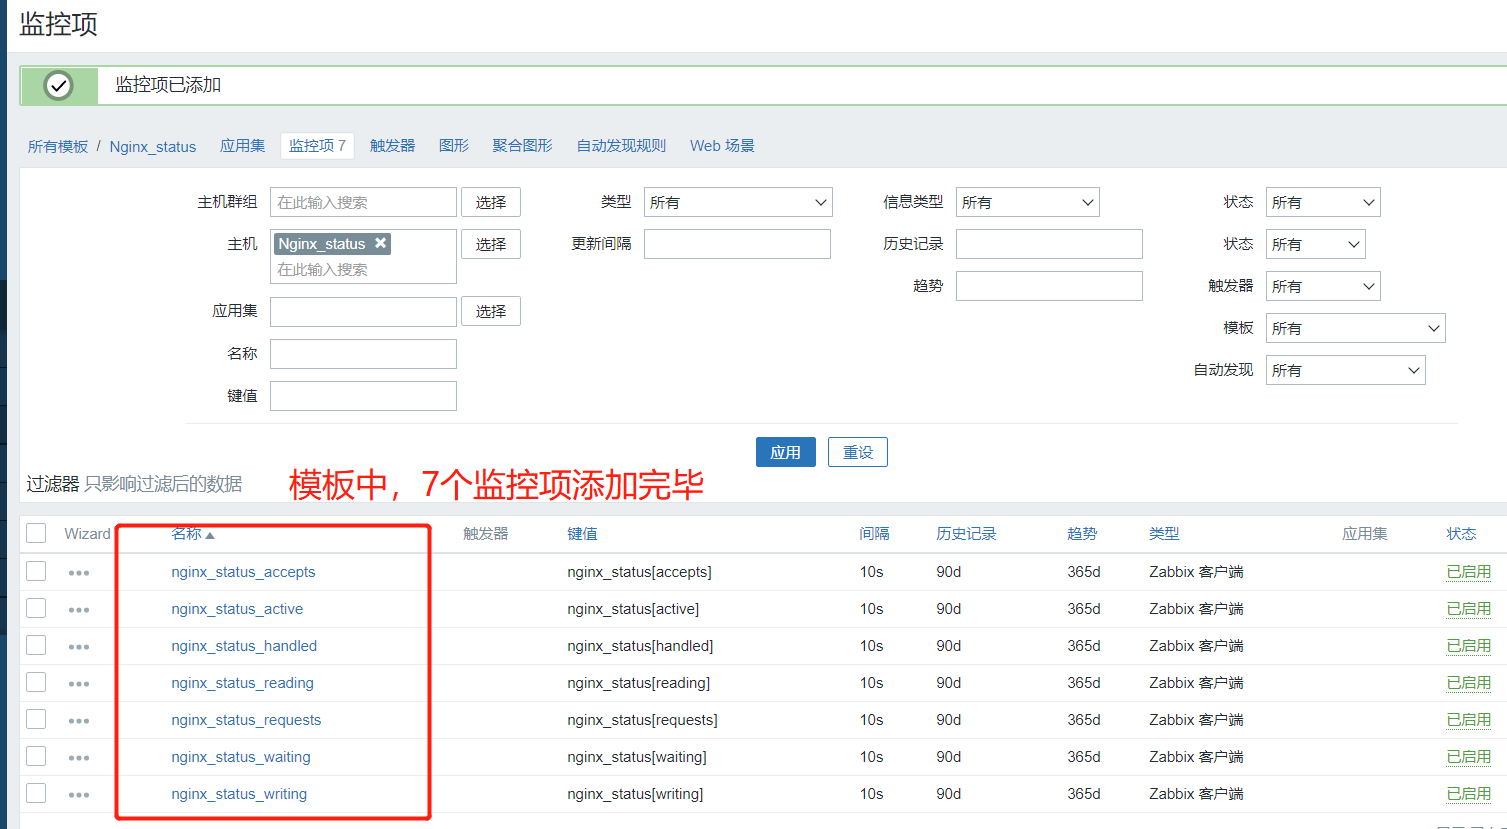 监控项
监控项已添加
所有模板 / Nginx_status 应用集 监控项 7 触发器 图形 聚合图形 自动发现规则 Web 场景
主机群组 在此输入搜索 选择 类型 所有 信息类型 所有 状态 所有
主机 Nginx_status 选择 更新间隔 历史记录 状态 所有
在此输入搜索
趋势 触发器 所有
应用集 选择 模板 所有
名称 自动发现 所有
键值
应用 重设
过滤器 只影响过滤后的数据 模板中，7个监控项添加完毕
Wizard 名称 触发器 键值 间隔 历史记录 趋势 类型 应用集 状态
nginx_status_accepts nginx_status[accepts] 10s 90d 365d Zabbix 客户端 已启用
nginx_status_active nginx_status[active] 10s 90d 365d Zabbix 客户端 已启用
nginx_status_handled nginx_status[handled] 10s 90d 365d Zabbix 客户端 已启用
nginx_status_reading nginx_status[reading] 10s 90d 365d Zabbix 客户端 已启用
nginx_status_requests nginx_status[requests] 10s 90d 365d Zabbix 客户端 已启用
nginx_status_waiting nginx_status[waiting] 10s 90d 365d Zabbix 客户端 已启用
nginx_status_writing nginx_status[writing] 10s 90d 365d Zabbix 客户端 已启用